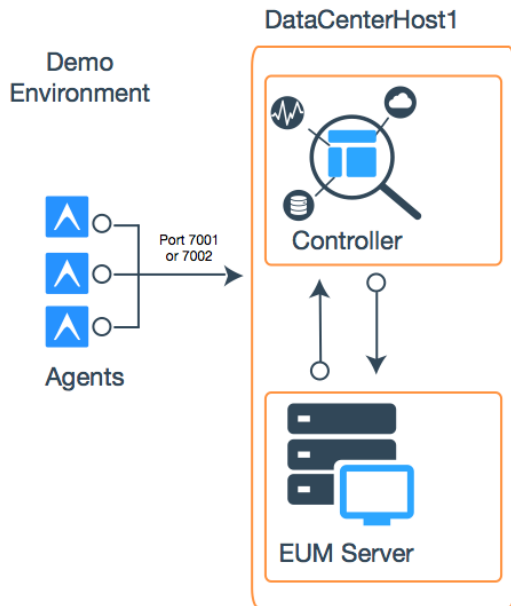 DataCenterHost1
Demo
Environment
Port 7001
or 7002
Controller
Agents
EUM Server